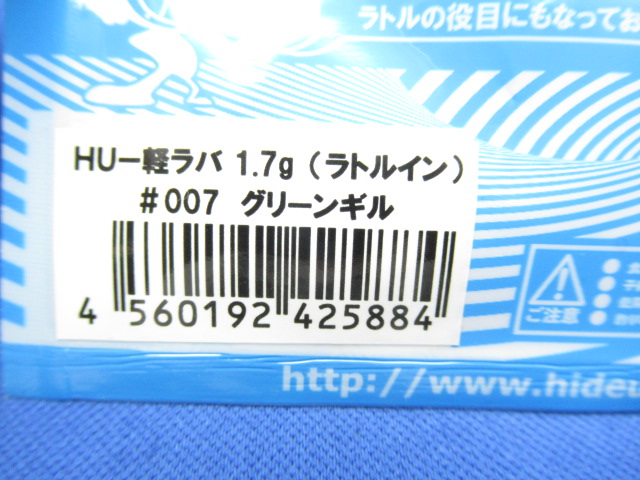 ラトルの役目にもなってお
HUー軽ラバ 1.7g (ラトルイン)
#007 グリーンギル
4 560192 425884
ご注意
http://www.hideu